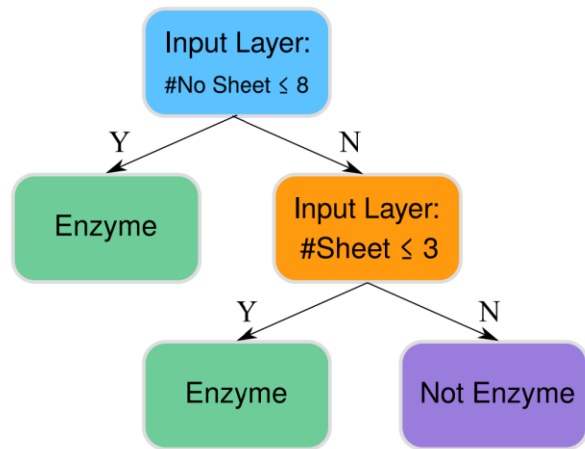 Input Layer:
#No Sheet ≤ 8
Y
N
Enzyme
Input Layer:
#Sheet ≤ 3
Y
N
Enzyme
Not Enzyme